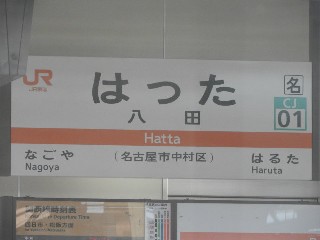 JR
はった
名
八田
CJ
01
Hatta
なごや
(名古屋市中村区)
はるた
Nagoya
Haruta